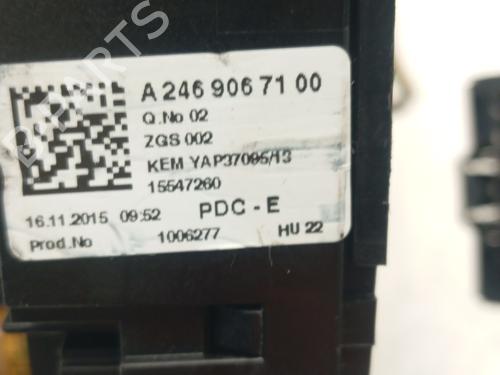 A 246 906 71 00
Q.No 02
ZGS 002
KEM YAP37095/13
15547260
16.11.2015 09:52 PDC - E
Prod.No 1006277 HU 22